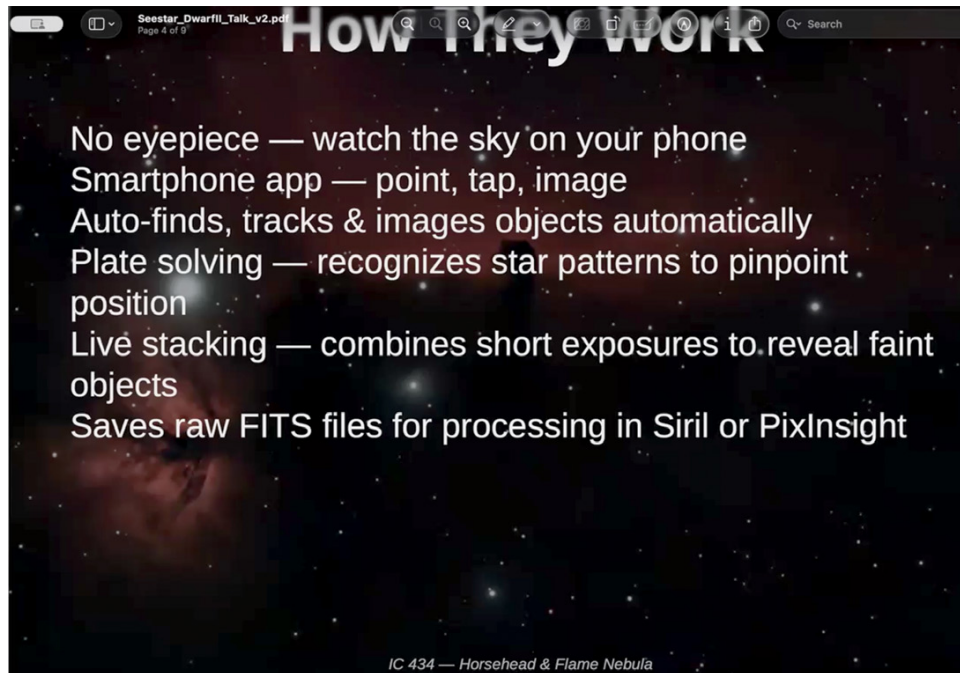 Seestar_DwarfII_Talk_v2.pdf
Page 4 of 9
Search
How They Work
No eyepiece — watch the sky on your phone
Smartphone app — point, tap, image
Auto-finds, tracks & images objects automatically
Plate solving — recognizes star patterns to pinpoint
position
Live stacking — combines short exposures to reveal faint
objects
Saves raw FITS files for processing in Siril or PixInsight
IC 434 — Horsehead & Flame Nebula